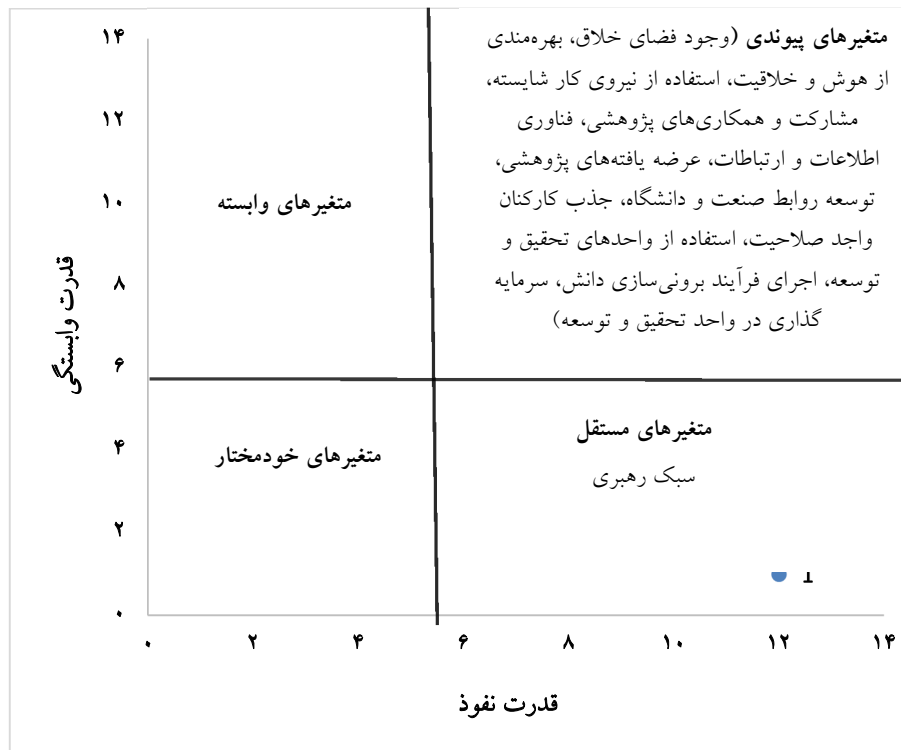 متغیرهای پیوندی (وجود فضای خلاق، بهره‌مندی
از هوش و خلاقیت، استفاده از نیروی کار شایسته،
مشارکت و همکاری‌های پژوهشی، فناوری
اطلاعات و ارتباطات، عرضه یافته‌های پژوهشی،
توسعه روابط صنعت و دانشگاه، جذب کارکنان
واجد صلاحیت، استفاده از واحدهای تحقیق و
توسعه، اجرای فرآیند برونی‌سازی دانش، سرمایه
گذاری در واحد تحقیق و توسعه)
متغیرهای وابسته
متغیرهای مستقل
سبک رهبری
متغیرهای خودمختار
1
قدرت وابستگی
۱۴
۱۲
۱۰
۸
۶
۴
۲
۰
۰ ۲ ۴ ۶ ۸ ۱۰ ۱۲ ۱۴
قدرت نفوذ